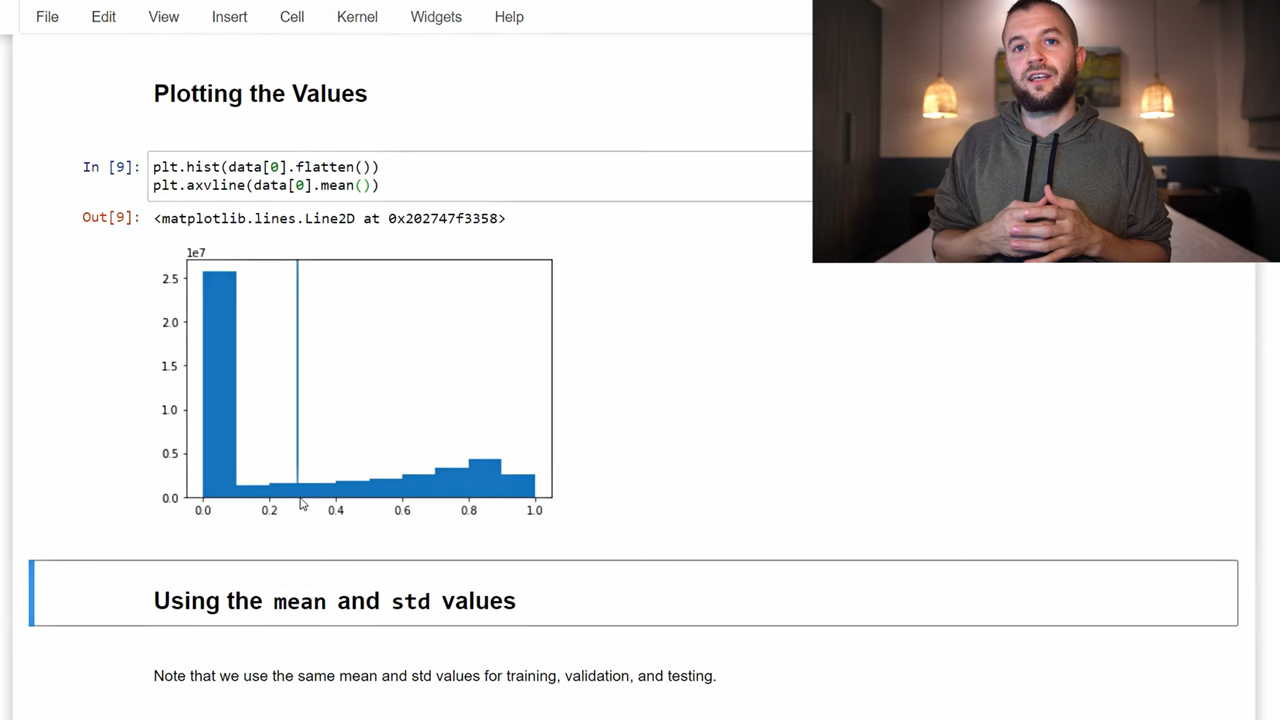 File Edit View Insert Cell Kernel Widgets Help
Plotting the Values
In [9]: plt.hist(data[0].flatten())
plt.axvline(data[0].mean())
Out[9]: <matplotlib.lines.Line2D at 0x202747f3358>
1e7
2.5
2.0
1.5
1.0
0.5
0.0
0.0 0.2 0.4 0.6 0.8 1.0
Using the mean and std values
Note that we use the same mean and std values for training, validation, and testing.